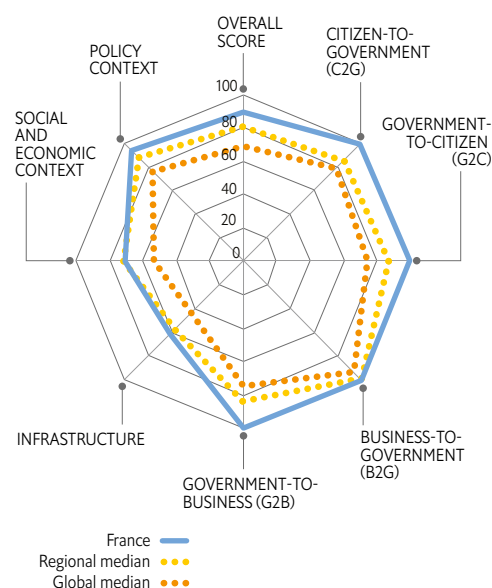 OVERALL
SCORE
CITIZEN-TO-
GOVERNMENT
(C2G)
POLICY
CONTEXT
SOCIAL
AND
ECONOMIC
CONTEXT
GOVERNMENT-
TO-CITIZEN
(G2C)
100
80
60
40
20
0
INFRASTRUCTURE
BUSINESS-TO-
GOVERNMENT
(B2G)
GOVERNMENT-TO-
BUSINESS (G2B)
France
Regional median
Global median